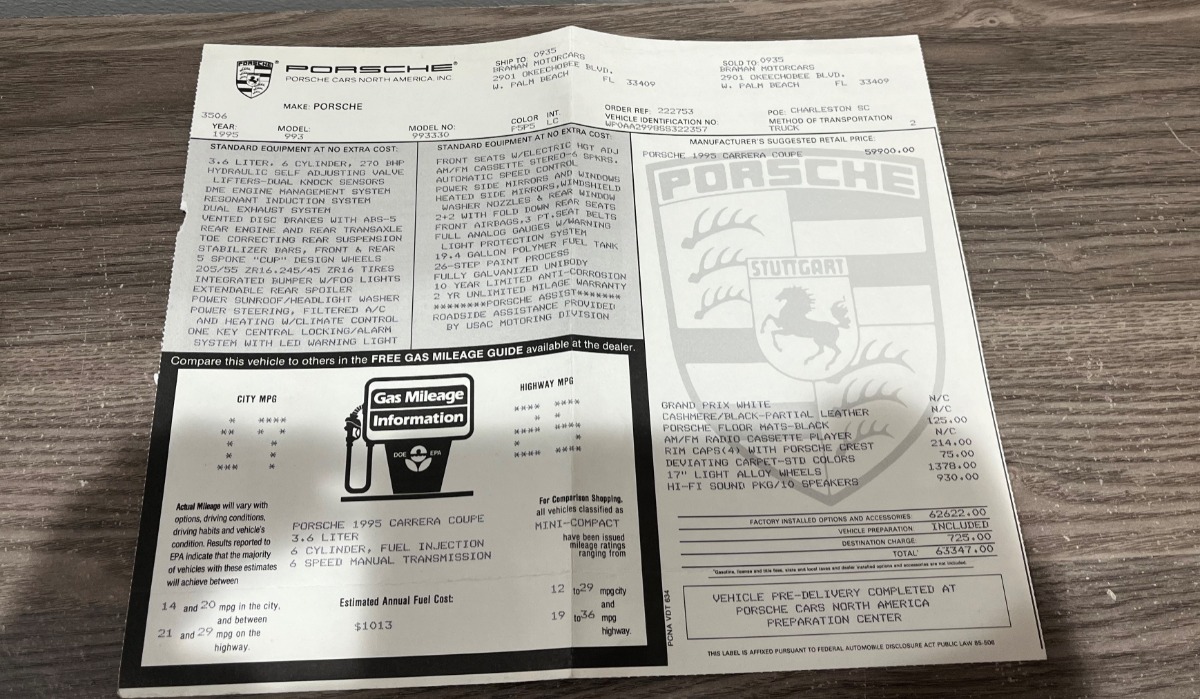 PORSCHE
PORSCHE®
PORSCHE CARS NORTH AMERICA, INC.
SHIP TO 0935
BRAMAN MOTORCARS
2901 OKEECHOBEE BLVD.
W. PALM BEACH FL 33409
SOLD TO 0935
BRAMAN MOTORCARS
2901 OKEECHOBEE BLVD.
W. PALM BEACH FL 33409
MAKE: PORSCHE
3506
YEAR: 1995
MODEL: 993
MODEL NO: 993330
COLOR P5P5
INT LC
ORDER REF: 222753
VEHICLE IDENTIFICATION NO:
WP0AA2998SS322357
POE: CHARLESTON SC
METHOD OF TRANSPORTATION 2
TRUCK
STANDARD EQUIPMENT AT NO EXTRA COST:
3.6 LITER, 6 CYLINDER, 270 BHP
HYDRAULIC SELF ADJUSTING VALVE
LIFTERS-DUAL KNOCK SENSORS
DME ENGINE MANAGEMENT SYSTEM
RESONANT INDUCTION SYSTEM
DUAL EXHAUST SYSTEM
VENTED DISC BRAKES WITH ABS-5
REAR ENGINE AND REAR TRANSAXLE
TOE CORRECTING REAR SUSPENSION
STABILIZER BARS, FRONT & REAR
5 SPOKE "CUP" DESIGN WHEELS
205/55 ZR16.245/45 ZR16 TIRES
INTEGRATED BUMPER W/FOG LIGHTS
EXTENDABLE REAR SPOILER
POWER SUNROOF/HEADLIGHT WASHER
POWER STEERING, FILTERED A/C
AND HEATING W/CLIMATE CONTROL
ONE KEY CENTRAL LOCKING/ALARM
SYSTEM WITH LED WARNING LIGHT
STANDARD EQUIPMENT AT NO EXTRA COST:
FRONT SEATS W/ELECTRIC HGT ADJ
AM/FM CASSETTE STEREO-6 SPKRS.
AUTOMATIC SPEED CONTROL
POWER SIDE MIRRORS AND WINDOWS
HEATED SIDE MIRRORS,WINDSHIELD
WASHER NOZZLES & REAR WINDOW
2+2 WITH FOLD DOWN REAR SEATS
FRONT AIRBAGS,3 PT.SEAT BELTS
FULL ANALOG GAUGES W/WARNING
LIGHT PROTECTION SYSTEM
19.4 GALLON POLYMER FUEL TANK
26-STEP PAINT PROCESS
FULLY GALVANIZED UNIBODY
10 YEAR LIMITED ANTI-CORROSION
2 YR UNLIMITED MILAGE WARRANTY
********PORSCHE ASSIST*******
ROADSIDE ASSISTANCE PROVIDED
BY USAC MOTORING DIVISION
MANUFACTURER'S SUGGESTED RETAIL PRICE:
PORSCHE 1995 CARRERA COUPE 59900.00
PORSCHE
STUTTGART
GRAND PRIX WHITE N/C
CASHMERE/BLACK-PARTIAL LEATHER N/C
PORSCHE FLOOR MATS-BLACK 125.00
AM/FM RADIO CASSETTE PLAYER N/C
RIM CAPS(4) WITH PORSCHE CREST 214.00
DEVIATING CARPET-STD COLORS 75.00
17" LIGHT ALLOY WHEELS 1378.00
HI-FI SOUND PKG/10 SPEAKERS 930.00
FACTORY INSTALLED OPTIONS AND ACCESSORIES: 62622.00
VEHICLE PREPARATION: INCLUDED
DESTINATION CHARGE: 725.00
TOTAL* 63347.00
*Gasoline, license and title fees, state and local taxes and dealer installed options and accessories are not included.
VEHICLE PRE-DELIVERY COMPLETED AT
PORSCHE CARS NORTH AMERICA
PREPARATION CENTER
THIS LABEL IS AFFIXED PURSUANT TO FEDERAL AUTOMOBILE DISCLOSURE ACT PUBLIC LAW 85-506
PCNA VDT 634
Compare this vehicle to others in the FREE GAS MILEAGE GUIDE available at the dealer.
CITY MPG
Gas Mileage
Information
DOE EPA
HIGHWAY MPG
Actual Mileage will vary with
options, driving conditions,
driving habits and vehicle's
condition. Results reported to
EPA indicate that the majority
of vehicles with these estimates
will achieve between
14 and 20 mpg in the city,
and between
21 and 29 mpg on the
highway.
PORSCHE 1995 CARRERA COUPE
3.6 LITER
6 CYLINDER, FUEL INJECTION
6 SPEED MANUAL TRANSMISSION
Estimated Annual Fuel Cost:
$1013
For Comparison Shopping,
all vehicles classified as
MINI-COMPACT
have been issued
mileage ratings
ranging from
12 to 29 mpg city
and
19 to 36 mpg
highway.